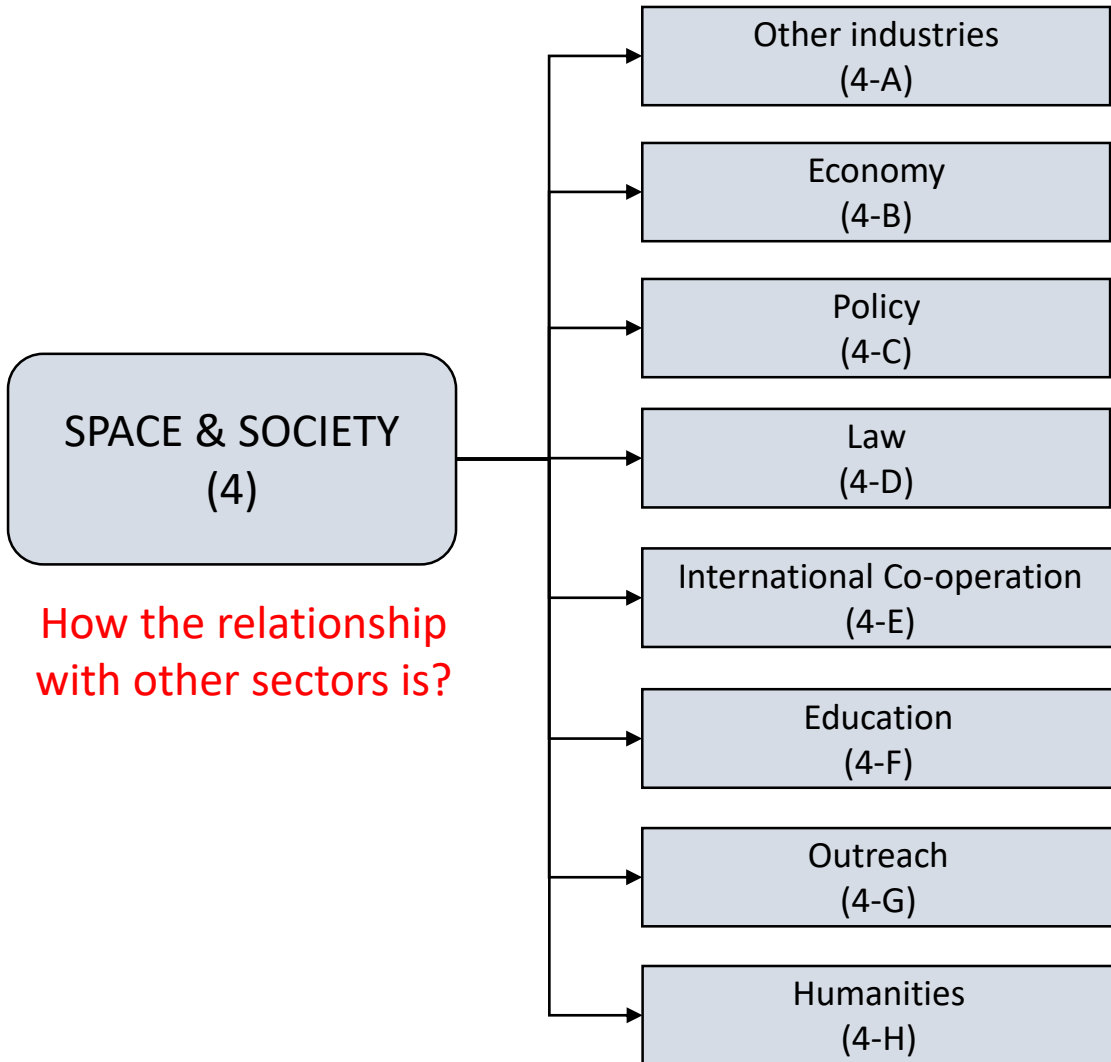 Other industries
(4-A)
Economy
(4-B)
Policy
(4-C)
SPACE & SOCIETY
(4)
Law
(4-D)
How the relationship
with other sectors is?
International Co-operation
(4-E)
Education
(4-F)
Outreach
(4-G)
Humanities
(4-H)